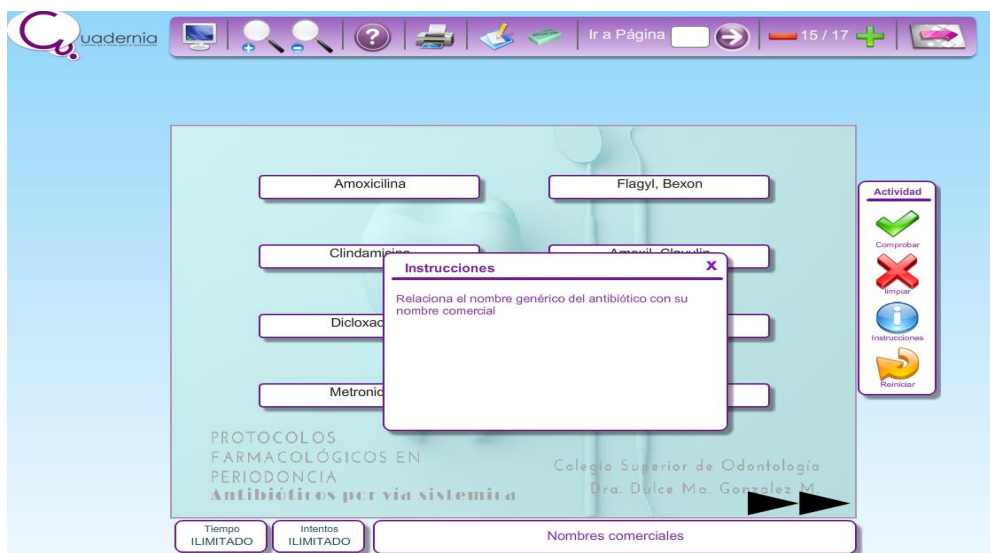 Cuadernia
Ir a Página
15 / 17
Amoxicilina
Flagyl, Bexon
Actividad
Comprobar
limpiar
Instrucciones
Reiniciar
Clindamicina
Amoxil, Clavulin
Instrucciones
X
Relaciona el nombre genérico del antibiótico con su
nombre comercial
Dicloxac
Metronid
PROTOCOLOS
FARMACOLÓGICOS EN
PERIODONCIA
Antibióticos por vía sistemica
Colegio Superior de Odontología
Dra. Dulce Ma. Gonzalez M.
Tiempo
ILIMITADO
Intentos
ILIMITADO
Nombres comerciales